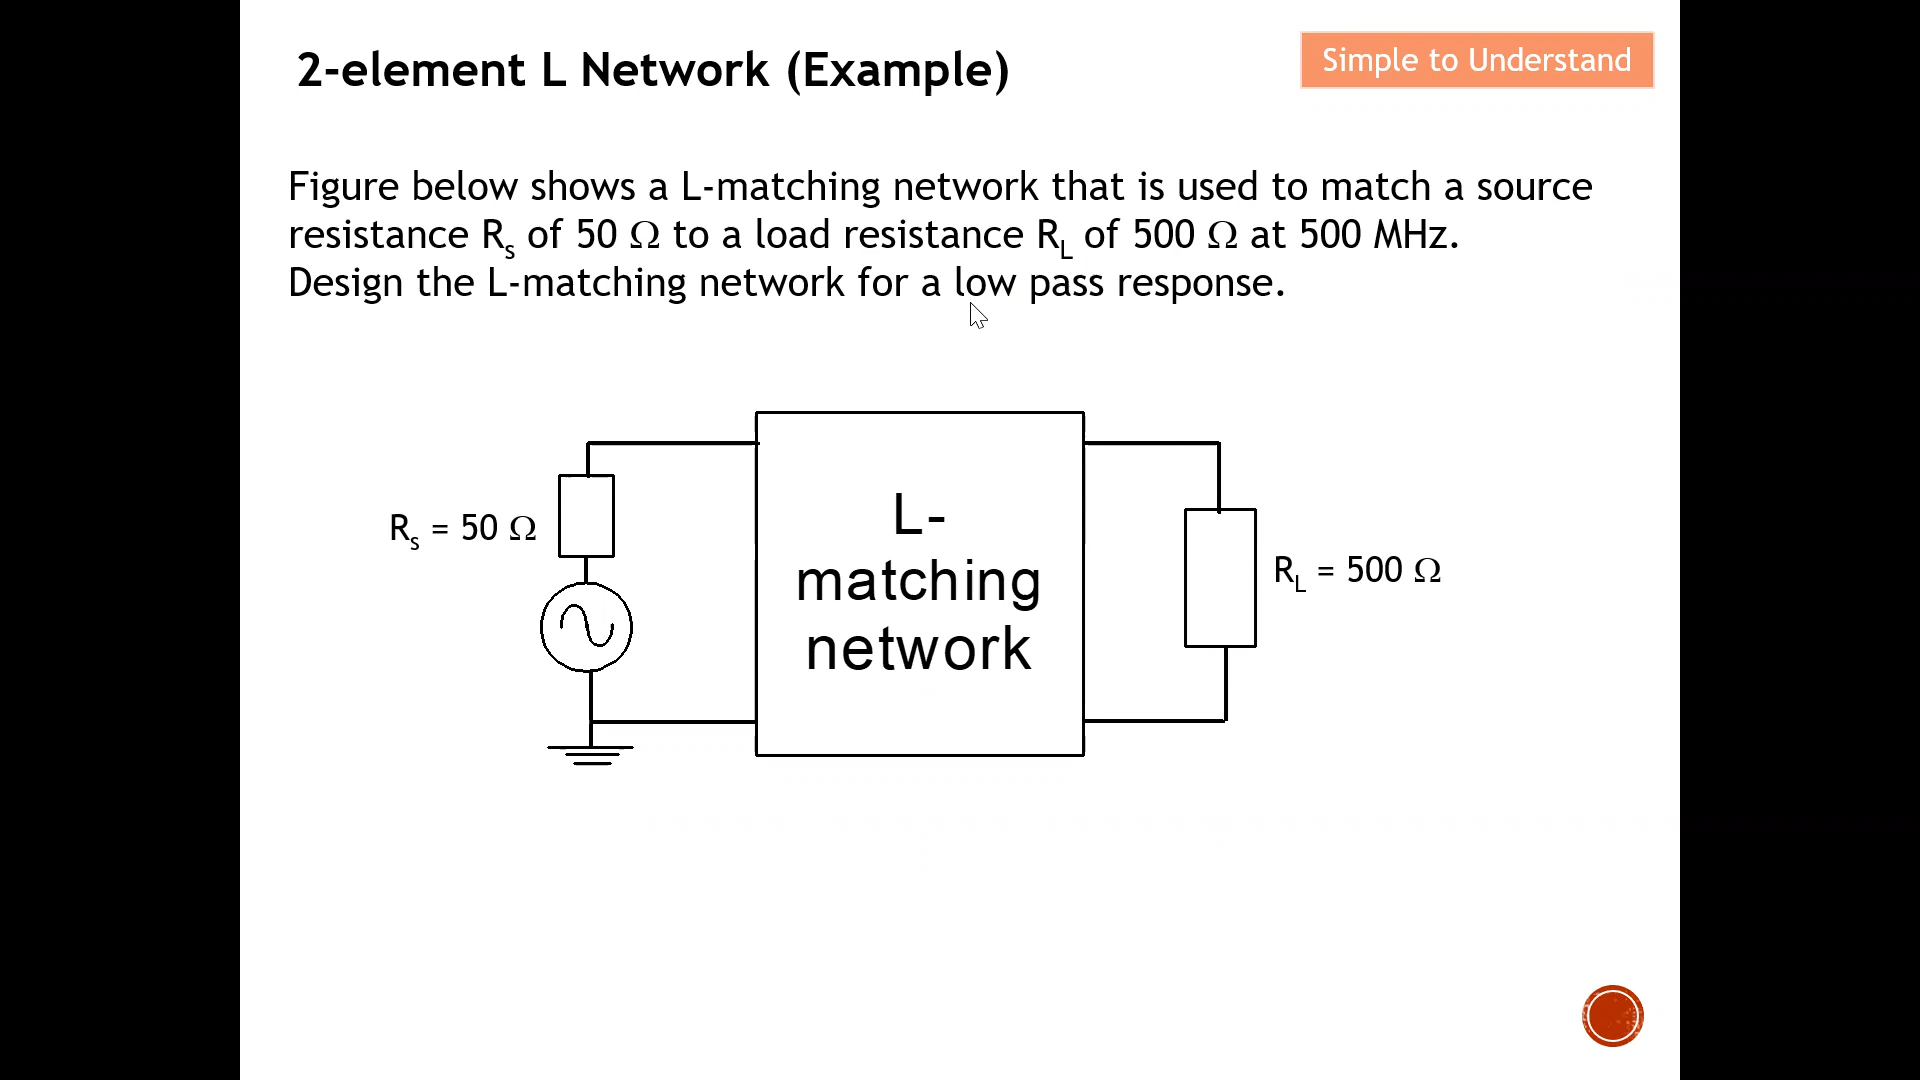 2-element L Network (Example)
Simple to Understand
Figure below shows a L-matching network that is used to match a source
resistance Rs of 50 Ω to a load resistance RL of 500 Ω at 500 MHz.
Design the L-matching network for a low pass response.
L-
matching
network
Rs = 50 Ω
RL = 500 Ω